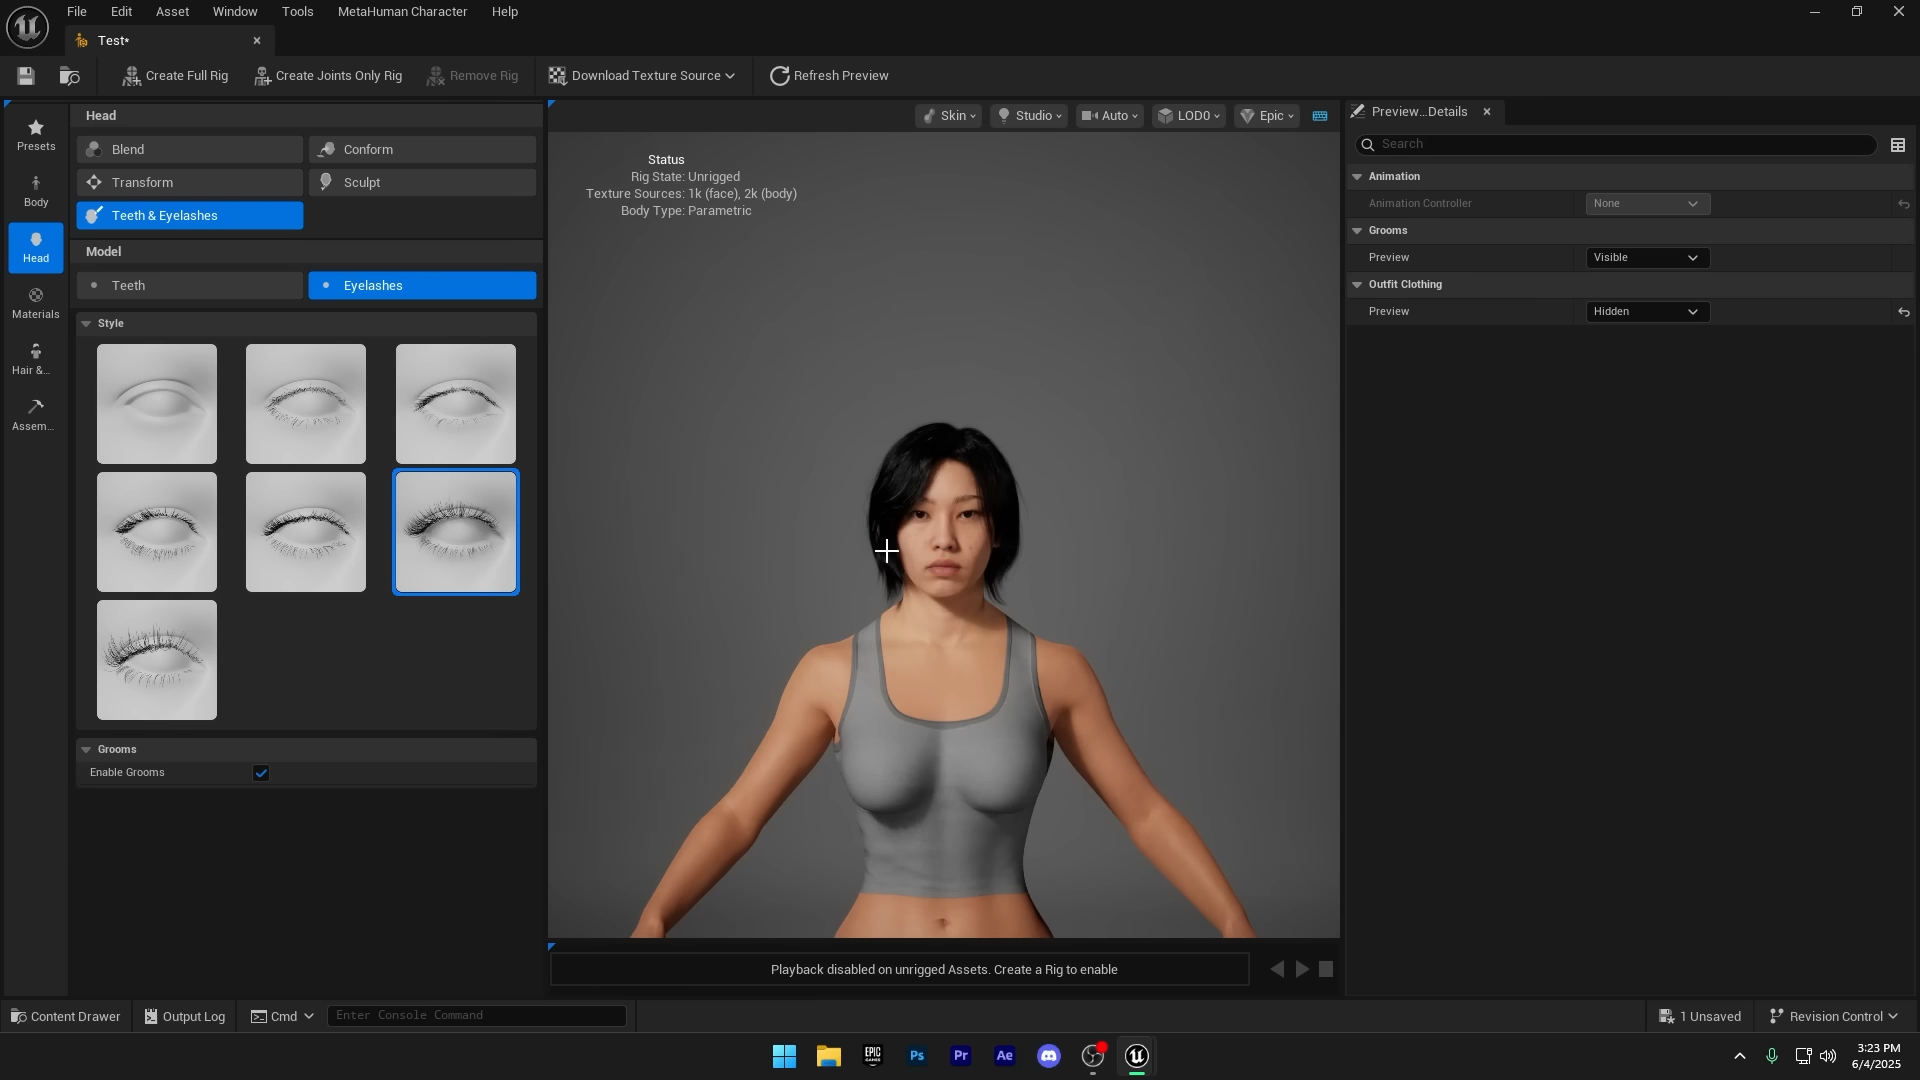 File Edit Asset Window Tools MetaHuman Character Help
Test*
Create Full Rig Create Joints Only Rig Remove Rig Download Texture Source Refresh Preview
Presets
Body
Head
Materials
Hair &...
Assem...
Head
Blend Conform
Transform Sculpt
Teeth & Eyelashes
Model
Teeth Eyelashes
Style
Grooms
Enable Grooms
Skin Studio Auto LOD0 Epic
Status
Rig State: Unrigged
Texture Sources: 1k (face), 2k (body)
Body Type: Parametric
Playback disabled on unrigged Assets. Create a Rig to enable
Preview...Details
Search
Animation
Animation Controller None
Grooms
Preview Visible
Outfit Clothing
Preview Hidden
Content Drawer Output Log Cmd Enter Console Command 1 Unsaved Revision Control
EPIC GAMES Ps Pr Ae
3:23 PM
6/4/2025